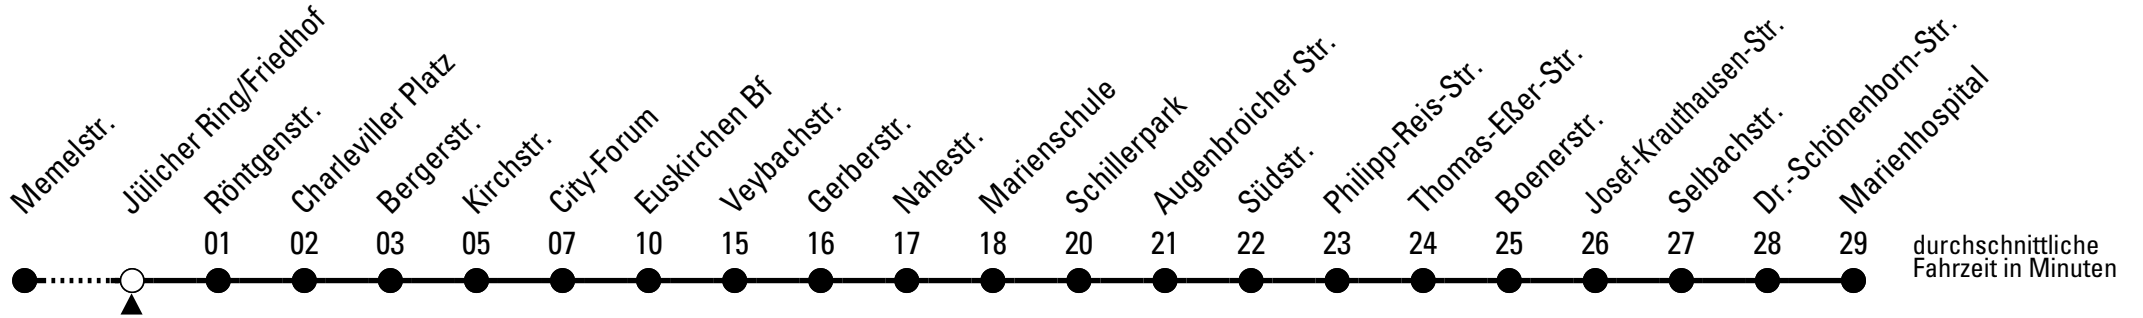 Memelstr.
Jülicher Ring/Friedhof
Röntgenstr.
Charleviller Platz
Bergerstr.
Kirchstr.
City-Forum
Euskirchen Bf
Veybachstr.
Gerberstr.
Nahestr.
Marienschule
Schillerpark
Augenbroicher Str.
Südstr.
Philipp-Reis-Str.
Thomas-Eßer-Str.
Boenerstr.
Josef-Krauthausen-Str.
Selbachstr.
Dr.-Schönenborn-Str.
Marienhospital
01 02 03 05 07 10 15 16 17 18 20 21 22 23 24 25 26 27 28 29
durchschnittliche
Fahrzeit in Minuten